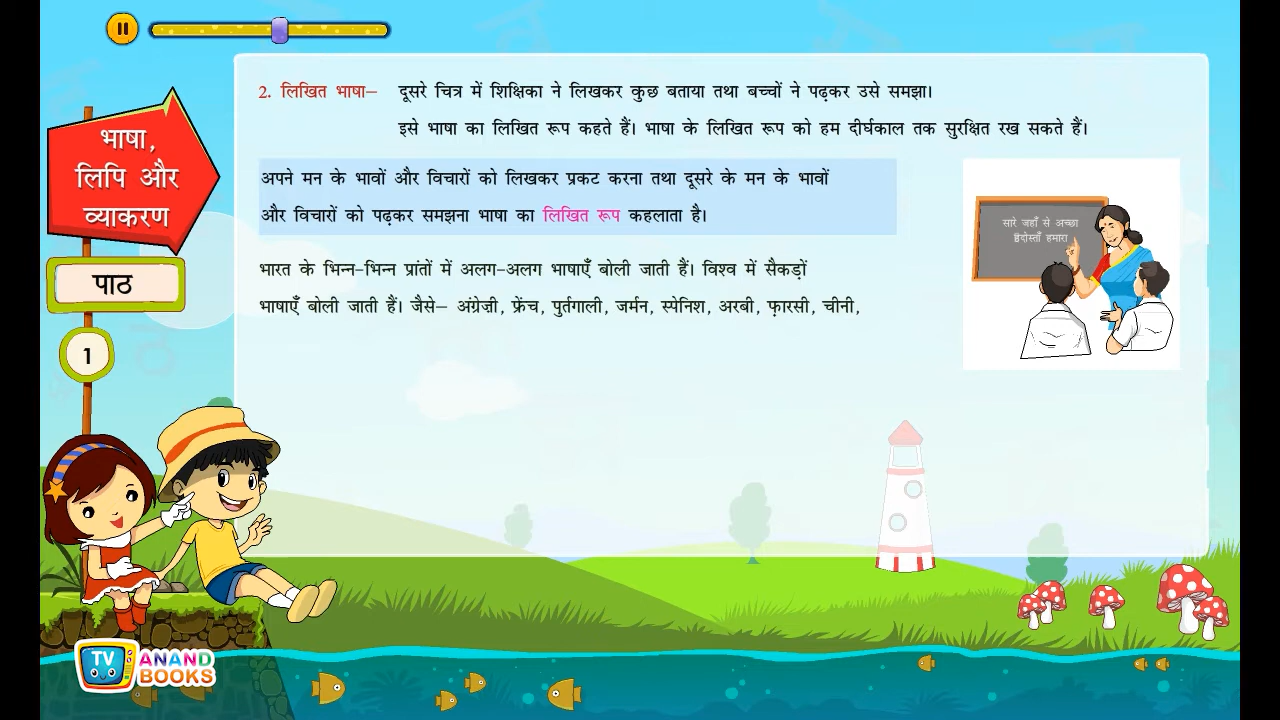 भाषा,
लिपि और
व्याकरण
पाठ
1
2. लिखित भाषा– दूसरे चित्र में शिक्षिका ने लिखकर कुछ बताया तथा बच्चों ने पढ़कर उसे समझा।
इसे भाषा का लिखित रूप कहते हैं। भाषा के लिखित रूप को हम दीर्घकाल तक सुरक्षित रख सकते हैं।
अपने मन के भावों और विचारों को लिखकर प्रकट करना तथा दूसरे के मन के भावों
और विचारों को पढ़कर समझना भाषा का लिखित रूप कहलाता है।
सारे जहाँ से अच्छा
हिंदोस्ताँ हमारा
भारत के भिन्न–भिन्न प्रांतों में अलग–अलग भाषाएँ बोली जाती हैं। विश्व में सैकड़ों
भाषाएँ बोली जाती हैं। जैसे– अंग्रेज़ी, फ्रेंच, पुर्तगाली, जर्मन, स्पेनिश, अरबी, फ़ारसी, चीनी,
TV ANAND
BOOKS